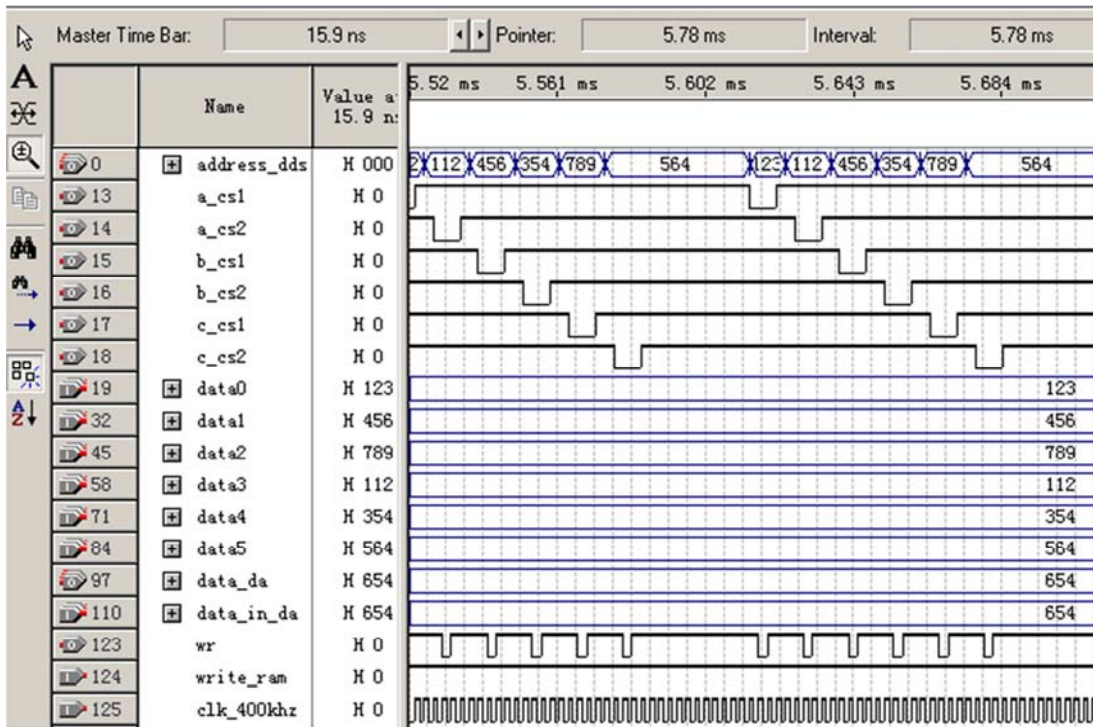 Master Time Bar: 15.9 ns Pointer: 5.78 ms Interval: 5.78 ms
Name Value a 5.52 ms 5.561 ms 5.602 ms 5.643 ms 5.684 ms
15.9 n
0 address_dds H 000 2 112 456 354 789 564 123 112 456 354 789 564
13 a_cs1 H 0
14 a_cs2 H 0
15 b_cs1 H 0
16 b_cs2 H 0
17 c_cs1 H 0
18 c_cs2 H 0
19 data0 H 123 123
32 data1 H 456 456
45 data2 H 789 789
58 data3 H 112 112
71 data4 H 354 354
84 data5 H 564 564
97 data_da H 654 654
110 data_in_da H 654 654
123 wr H 0
124 write_ram H 0
125 clk_400khz H 0